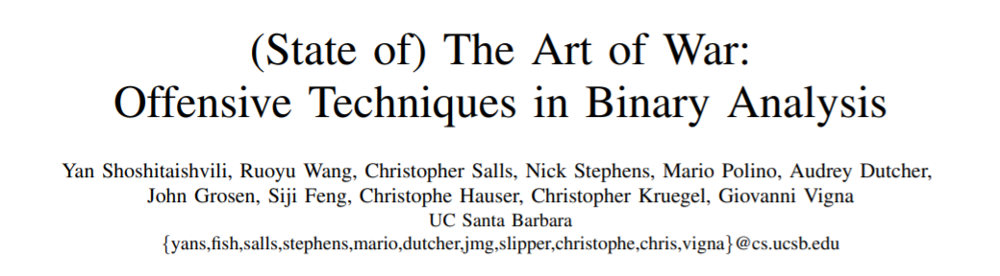 (State of) The Art of War:
Offensive Techniques in Binary Analysis
Yan Shoshitaishvili, Ruoyu Wang, Christopher Salls, Nick Stephens, Mario Polino, Audrey Dutcher,
John Grosen, Siji Feng, Christophe Hauser, Christopher Kruegel, Giovanni Vigna
UC Santa Barbara
{yans,fish,salls,stephens,mario,dutcher,jmg,slipper,christophe,chris,vigna}@cs.ucsb.edu